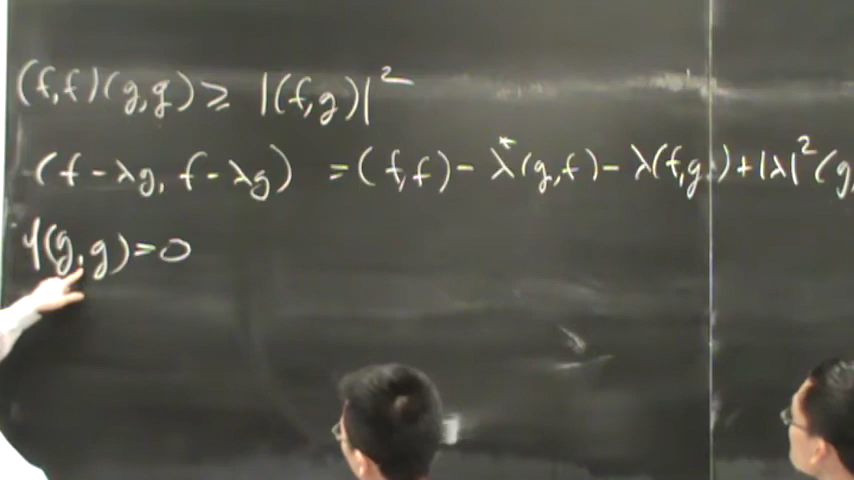 (f,f)(g,g) ≥ |(f,g)|²
(f-λg, f-λg) = (f,f) - λ*(g,f) - λ(f,g) + |λ|²(g,
(g,g)=0